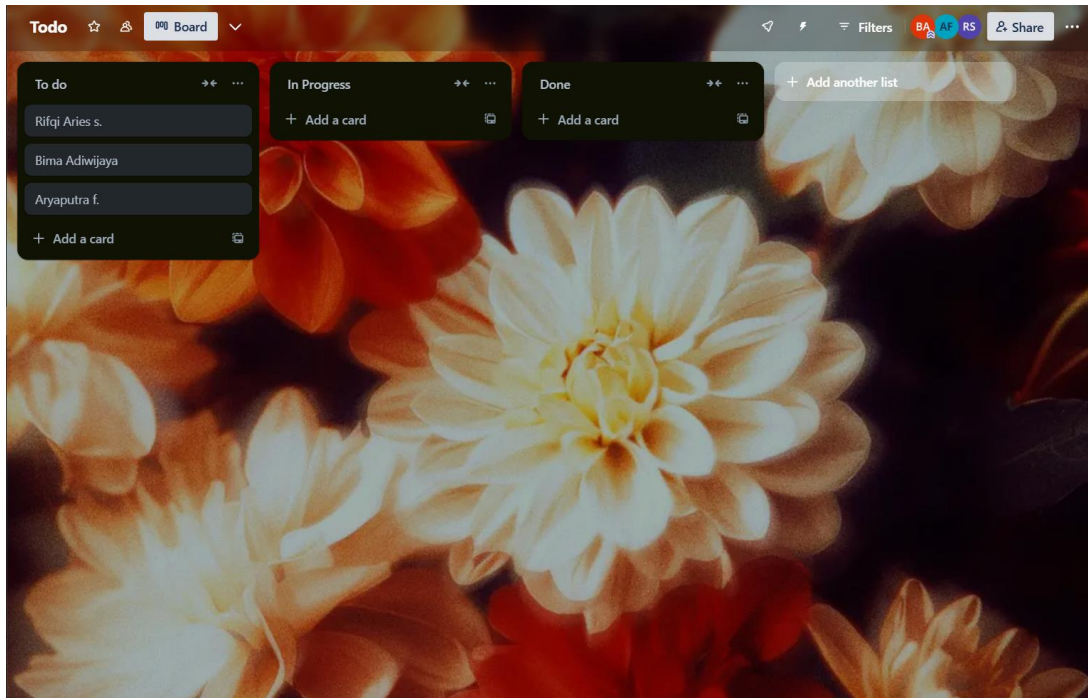 Todo
Board
Filters
BA
AF
RS
Share
To do
Rifqi Aries s.
Bima Adiwijaya
Aryaputra f.
Add a card
In Progress
Add a card
Done
Add a card
Add another list